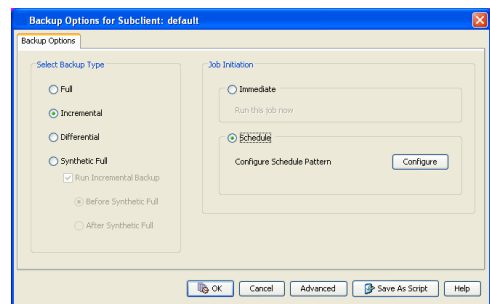 Backup Options for Subclient: default
Backup Options
Select Backup Type
Full
Incremental
Differential
Synthetic Full
Run Incremental Backup
Before Synthetic Full
After Synthetic Full
Job Initiation
Immediate
Run this job now
Schedule
Configure Schedule Pattern
Configure
OK
Cancel
Advanced
Save As Script
Help